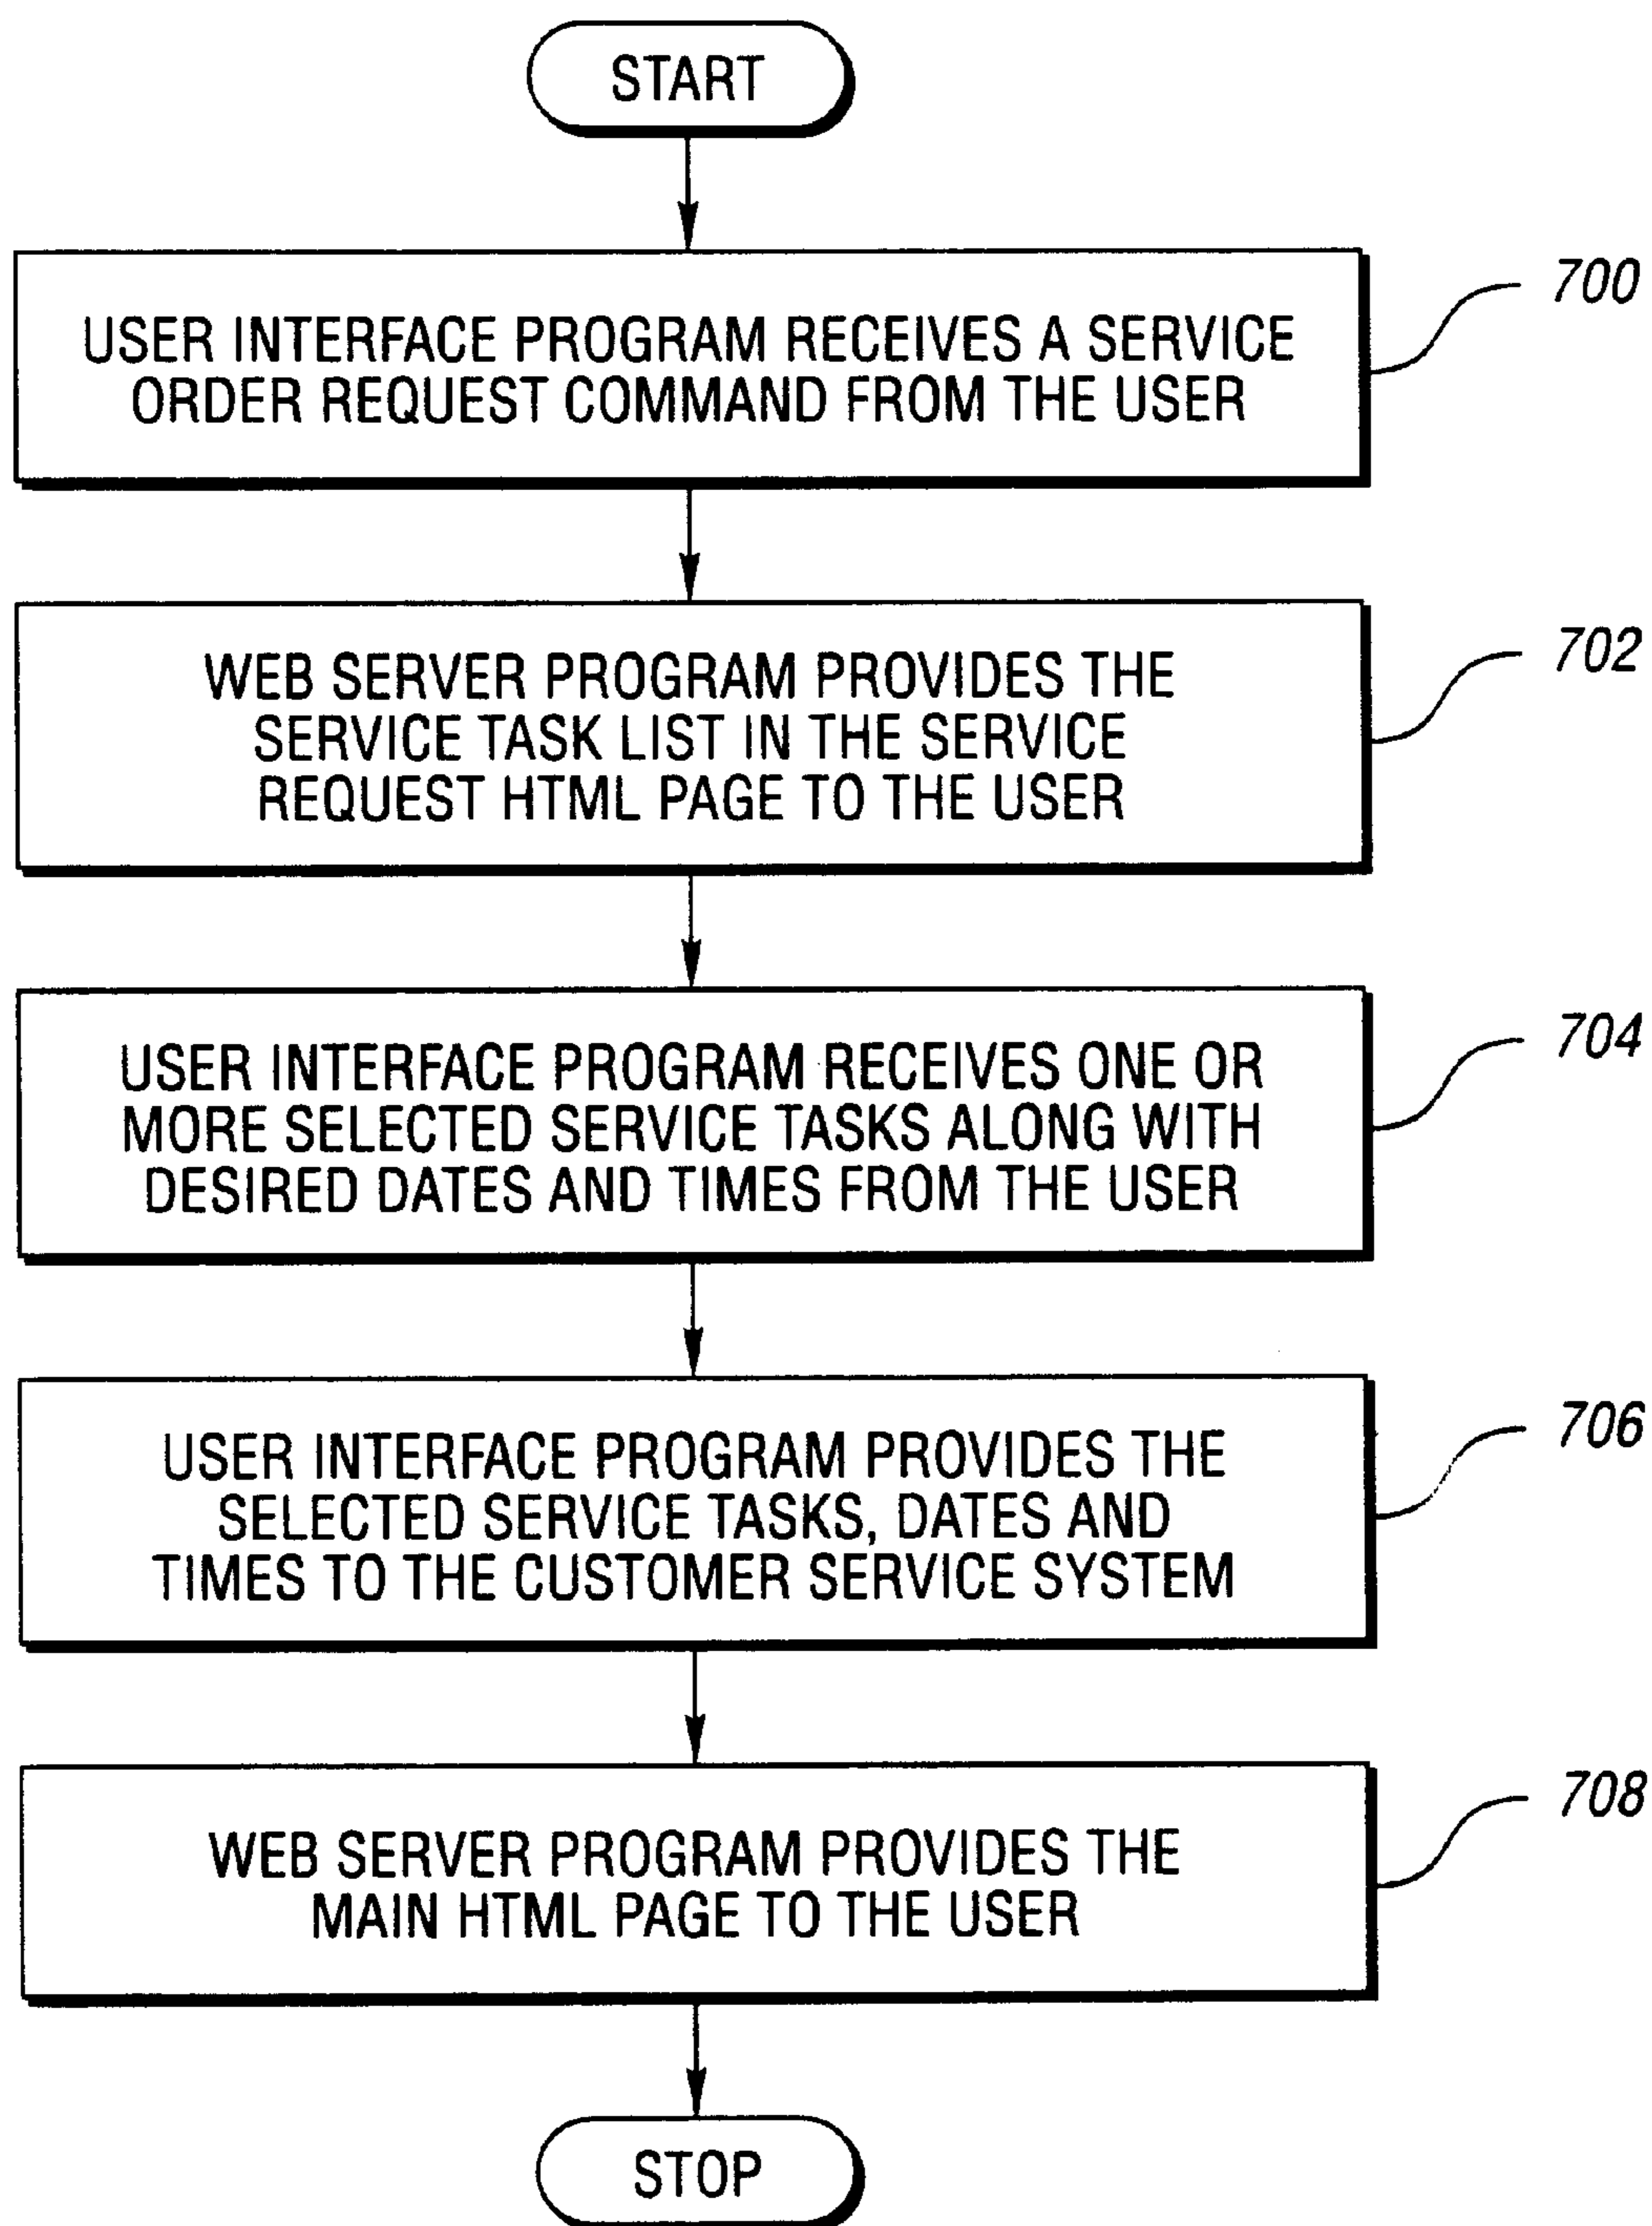 START
700
USER INTERFACE PROGRAM RECEIVES A SERVICE
ORDER REQUEST COMMAND FROM THE USER
702
WEB SERVER PROGRAM PROVIDES THE
SERVICE TASK LIST IN THE SERVICE
REQUEST HTML PAGE TO THE USER
704
USER INTERFACE PROGRAM RECEIVES ONE OR
MORE SELECTED SERVICE TASKS ALONG WITH
DESIRED DATES AND TIMES FROM THE USER
706
USER INTERFACE PROGRAM PROVIDES THE
SELECTED SERVICE TASKS, DATES AND
TIMES TO THE CUSTOMER SERVICE SYSTEM
708
WEB SERVER PROGRAM PROVIDES THE
MAIN HTML PAGE TO THE USER
STOP